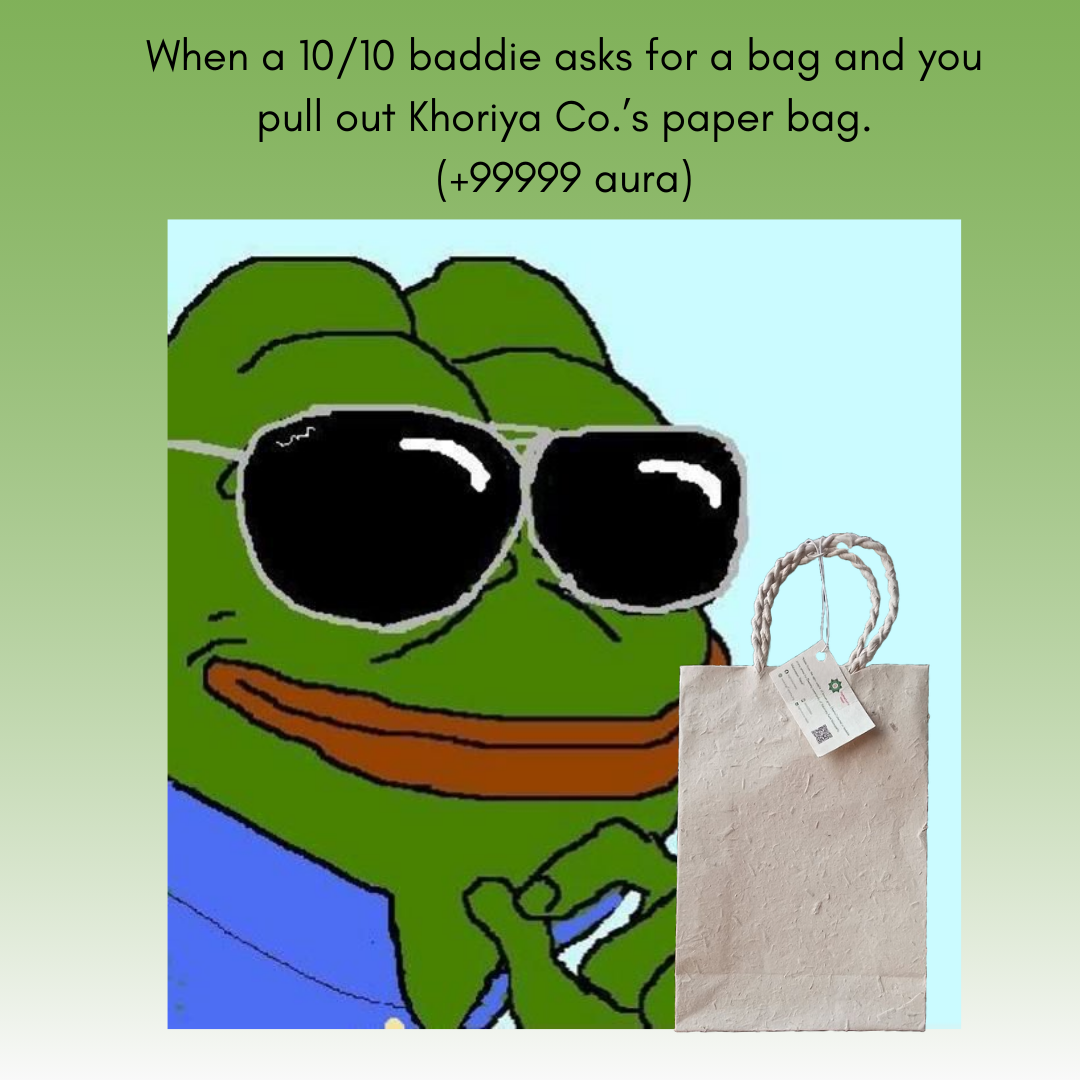 When a 10/10 baddie asks for a bag and you
pull out Khoriya Co.’s paper bag.
(+99999 aura)